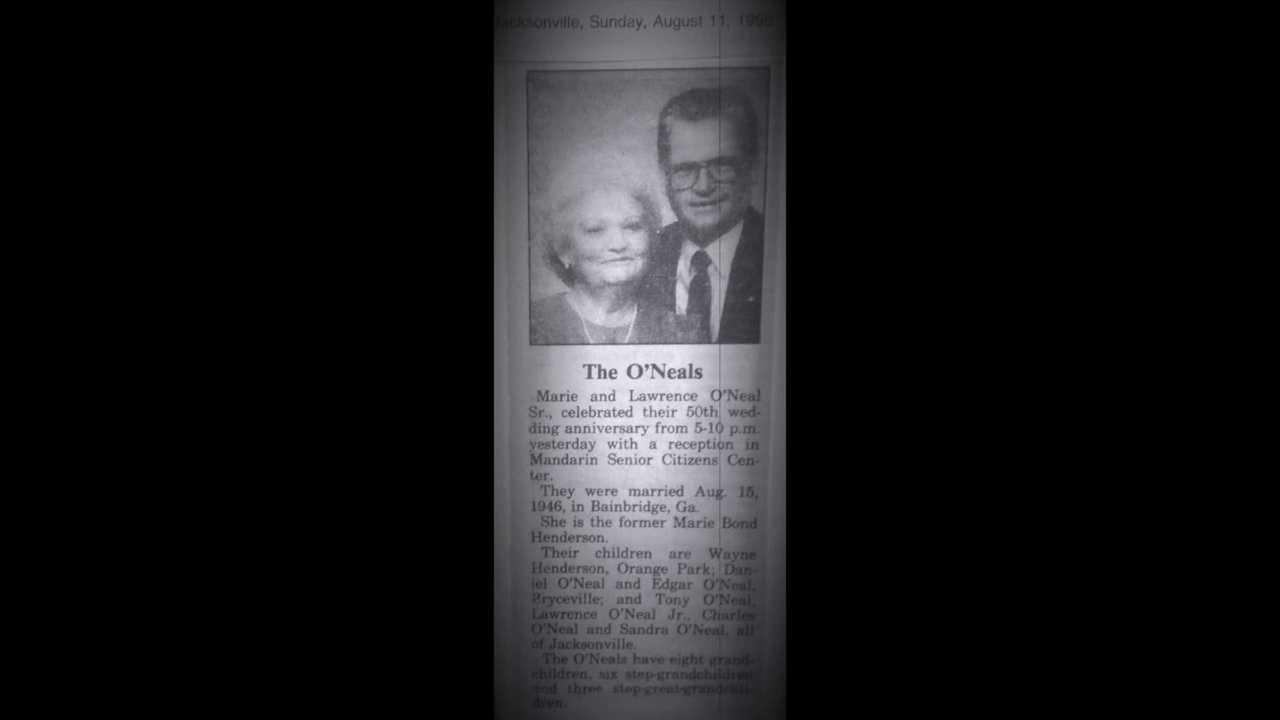 Jacksonville, Sunday, August 11, 1996
The O'Neals
Marie and Lawrence O'Neal
Sr., celebrated their 50th wed-
ding anniversary from 5-10 p.m.
yesterday with a reception in
Mandarin Senior Citizens Cen-
ter.
They were married Aug. 15,
1946, in Bainbridge, Ga.
She is the former Marie Bond
Henderson.
Their children are Wayne
Henderson, Orange Park; Dan-
iel O'Neal and Edgar O'Neal,
Bryceville; and Tony O'Neal,
Lawrence O'Neal Jr., Charles
O'Neal and Sandra O'Neal, all
of Jacksonville.
The O'Neals have eight grand-
children, six step-grandchildren
and three step-great-grandchil-
dren.